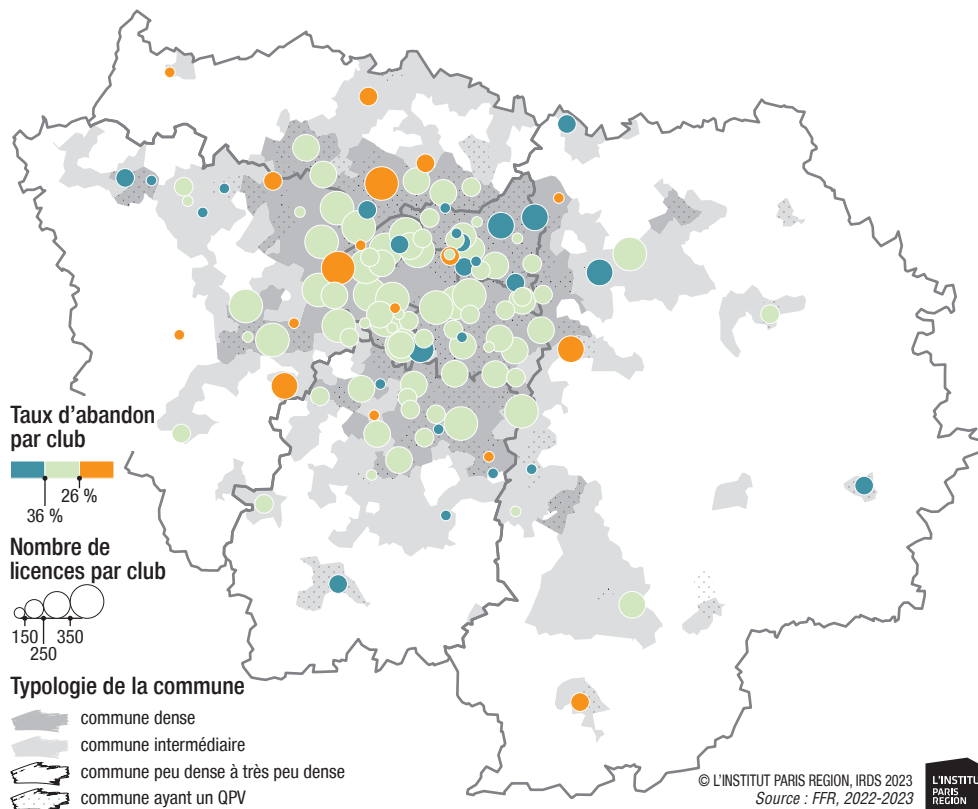 Taux d'abandon
par club
26 %
36 %
Nombre de
licences par club
150
350
250
Typologie de la commune
commune dense
commune intermédiaire
commune peu dense à très peu dense
commune ayant un QPV
© L'INSTITUT PARIS REGION, IRDS 2023
Source : FFR, 2022-2023
L'INSTITUT
PARIS
REGION